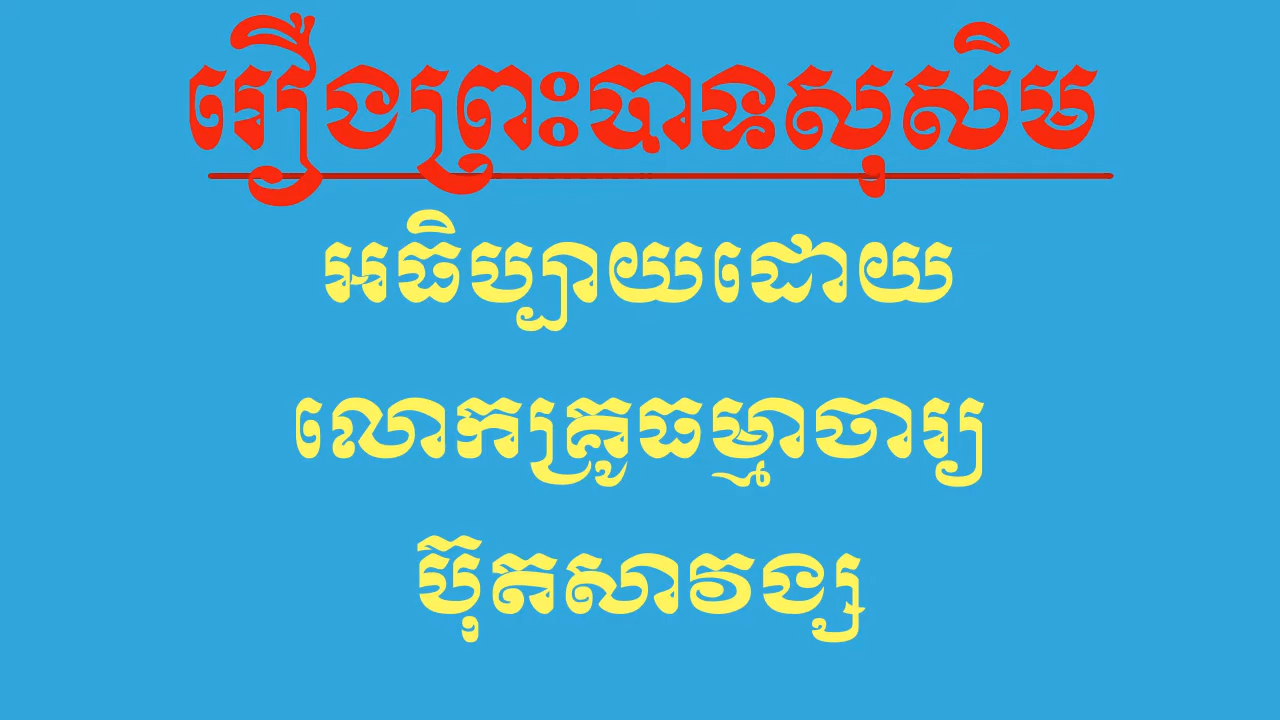 រឿងព្រះបាទសុសិម
អធិប្បាយដោយ
លោកគ្រូធម្មាចារ្យ
ប៊ុតសាវង្ស